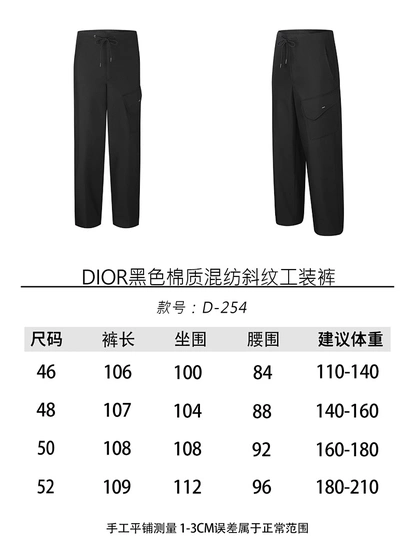 DIOR黑色棉质混纺斜纹工装裤
款号：D-254
尺码 裤长 坐围 腰围 建议体重
46 106 100 84 110-140
48 107 104 88 140-160
50 108 108 92 160-180
52 109 112 96 180-210
手工平铺测量 1-3CM误差属于正常范围